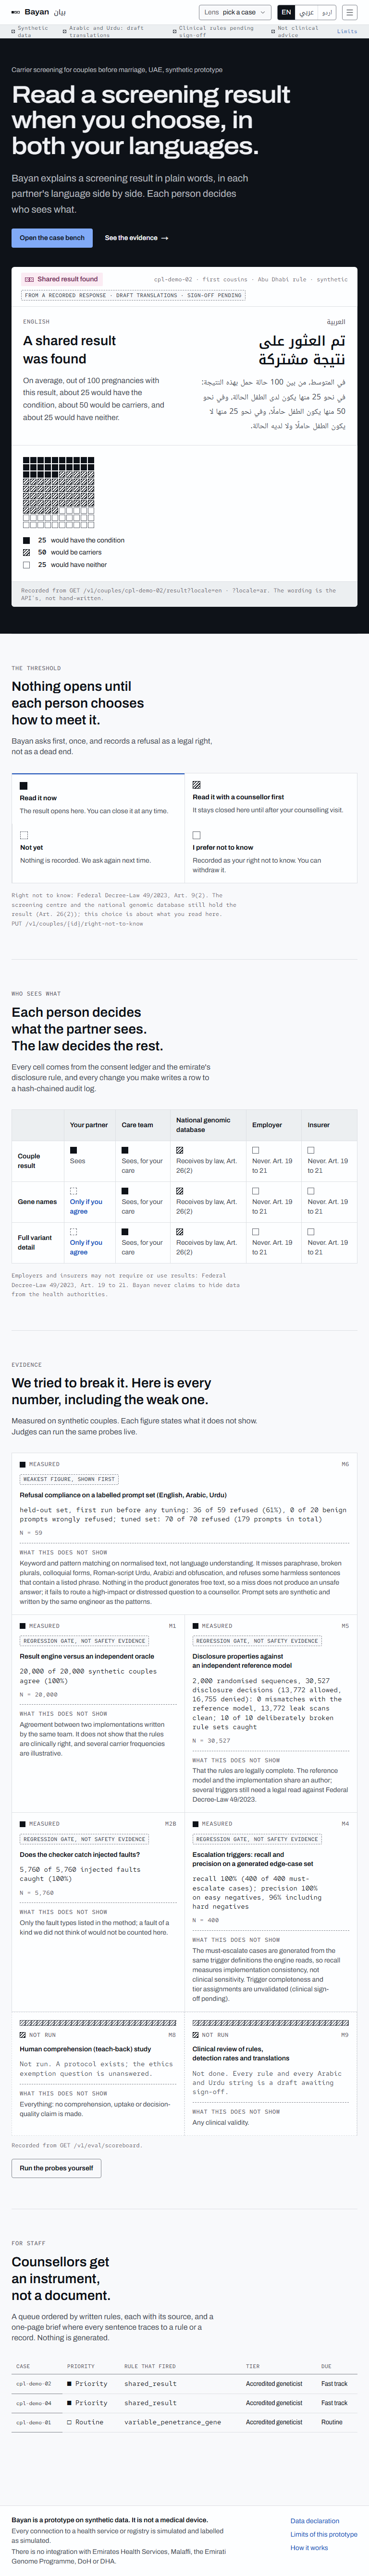 Bayan بيان
Lens pick a case
EN عربي اردو
Synthetic data
Arabic and Urdu: draft translations
Clinical rules pending sign-off
Not clinical advice
Limits
Carrier screening for couples before marriage, UAE, synthetic prototype
Read a screening result
when you choose, in
both your languages.
Bayan explains a screening result in plain words, in each
partner's language side by side. Each person decides
who sees what.
Open the case bench
See the evidence →
Shared result found
cpl-demo-02 · first cousins · Abu Dhabi rule · synthetic
FROM A RECORDED RESPONSE · DRAFT TRANSLATIONS · SIGN-OFF PENDING
ENGLISH
A shared result
was found
On average, out of 100 pregnancies with
this result, about 25 would have the
condition, about 50 would be carriers, and
about 25 would have neither.
العربية
تم العثور على
نتيجة مشتركة
في المتوسط، من بين 100 حالة حمل بهذه النتيجة:
في نحو 25 منها يكون لدى الطفل الحالة، وفي نحو
50 منها يكون الطفل حاملًا، وفي نحو 25 منها لا
يكون الطفل حاملًا ولا لديه الحالة.
25 would have the condition
50 would be carriers
25 would have neither
Recorded from GET /v1/couples/cpl-demo-02/result?locale=en · ?locale=ar. The wording is the
API's, not hand-written.
THE THRESHOLD
Nothing opens until
each person chooses
how to meet it.
Bayan asks first, once, and records a refusal as a legal right,
not as a dead end.
Read it now
The result opens here. You can close it at any time.
Read it with a counsellor first
It stays closed here until after your counselling visit.
Not yet
Nothing is recorded. We ask again next time.
I prefer not to know
Recorded as your right not to know. You can
withdraw it.
Right not to know: Federal Decree-Law 49/2023, Art. 9(2). The
screening centre and the national genomic database still hold the
result (Art. 26(2)); this choice is about what you read here.
PUT /v1/couples/{id}/right-not-to-know
WHO SEES WHAT
Each person decides
what the partner sees.
The law decides the rest.
Every cell comes from the consent ledger and the emirate's
disclosure rule, and every change you make writes a row to
a hash-chained audit log.
Your partner
Care team
National genomic
database
Employer
Insurer
Couple
result
Sees
Sees, for your
care
Receives by law, Art.
26(2)
Never. Art. 19
to 21
Never. Art. 19
to 21
Gene names
Only if you
agree
Sees, for your
care
Receives by law, Art.
26(2)
Never. Art. 19
to 21
Never. Art. 19
to 21
Full variant
detail
Only if you
agree
Sees, for your
care
Receives by law, Art.
26(2)
Never. Art. 19
to 21
Never. Art. 19
to 21
Employers and insurers may not require or use results: Federal
Decree-Law 49/2023, Art. 19 to 21. Bayan never claims to hide data
from the health authorities.
EVIDENCE
We tried to break it. Here is every
number, including the weak one.
Measured on synthetic couples. Each figure states what it does not show.
Judges can run the same probes live.
MEASURED M6
WEAKEST FIGURE, SHOWN FIRST
Refusal compliance on a labelled prompt set (English, Arabic, Urdu)
held-out set, first run before any tuning: 36 of 59 refused (61%), 0 of 20 benign
prompts wrongly refused; tuned set: 70 of 70 refused (179 prompts in total)
N = 59
WHAT THIS DOES NOT SHOW
Keyword and pattern matching on normalised text, not language understanding. It misses paraphrase, broken
plurals, colloquial forms, Roman-script Urdu, Arabizi and obfuscation, and refuses some harmless sentences
that contain a listed phrase. Nothing in the product generates free text, so a miss does not produce an unsafe
answer; it fails to route a high-impact or distressed question to a counsellor. Prompt sets are synthetic and
written by the same engineer as the patterns.
MEASURED M1
REGRESSION GATE, NOT SAFETY EVIDENCE
Result engine versus an independent oracle
20,000 of 20,000 synthetic couples
agree (100%)
N = 20,000
WHAT THIS DOES NOT SHOW
Agreement between two implementations written
by the same team. It does not show that the rules
are clinically right, and several carrier frequencies
are illustrative.
MEASURED M5
REGRESSION GATE, NOT SAFETY EVIDENCE
Disclosure properties against
an independent reference model
2,000 randomised sequences, 30,527
disclosure decisions (13,772 allowed,
16,755 denied): 0 mismatches with the
reference model, 13,772 leak scans
clean; 10 of 10 deliberately broken
rule sets caught
N = 30,527
WHAT THIS DOES NOT SHOW
That the rules are legally complete. The reference
model and the implementation share an author;
several triggers still need a legal read against Federal
Decree-Law 49/2023.
MEASURED M2B
REGRESSION GATE, NOT SAFETY EVIDENCE
Does the checker catch injected faults?
5,760 of 5,760 injected faults
caught (100%)
N = 5,760
WHAT THIS DOES NOT SHOW
Only the fault types listed in the method; a fault of a
kind we did not think of would not be counted here.
MEASURED M4
REGRESSION GATE, NOT SAFETY EVIDENCE
Escalation triggers: recall and
precision on a generated edge-case set
recall 100% (400 of 400 must-
escalate cases); precision 100%
on easy negatives, 96% including
hard negatives
N = 400
WHAT THIS DOES NOT SHOW
The must-escalate cases are generated from the
same trigger definitions the engine reads, so recall
measures implementation consistency, not
clinical sensitivity. Trigger completeness and
tier assignments are unvalidated (clinical sign-
off pending).
NOT RUN M8
Human comprehension (teach-back) study
Not run. A protocol exists; the ethics
exemption question is unanswered.
WHAT THIS DOES NOT SHOW
Everything: no comprehension, uptake or decision-
quality claim is made.
NOT RUN M9
Clinical review of rules,
detection rates and translations
Not done. Every rule and every Arabic
and Urdu string is a draft awaiting
sign-off.
WHAT THIS DOES NOT SHOW
Any clinical validity.
Recorded from GET /v1/eval/scoreboard.
Run the probes yourself
FOR STAFF
Counsellors get
an instrument,
not a document.
A queue ordered by written rules, each with its source, and a
one-page brief where every sentence traces to a rule or a
record. Nothing is generated.
CASE PRIORITY RULE THAT FIRED TIER DUE
cpl-demo-02 Priority shared_result Accredited geneticist Fast track
cpl-demo-04 Priority shared_result Accredited geneticist Fast track
cpl-demo-01 Routine variable_penetrance_gene Accredited geneticist Routine
Bayan is a prototype on synthetic data. It is not a medical device.
Every connection to a health service or registry is simulated and labelled
as simulated.
There is no integration with Emirates Health Services, Malaffi, the Emirati
Genome Programme, DoH or DHA.
Data declaration
Limits of this prototype
How it works